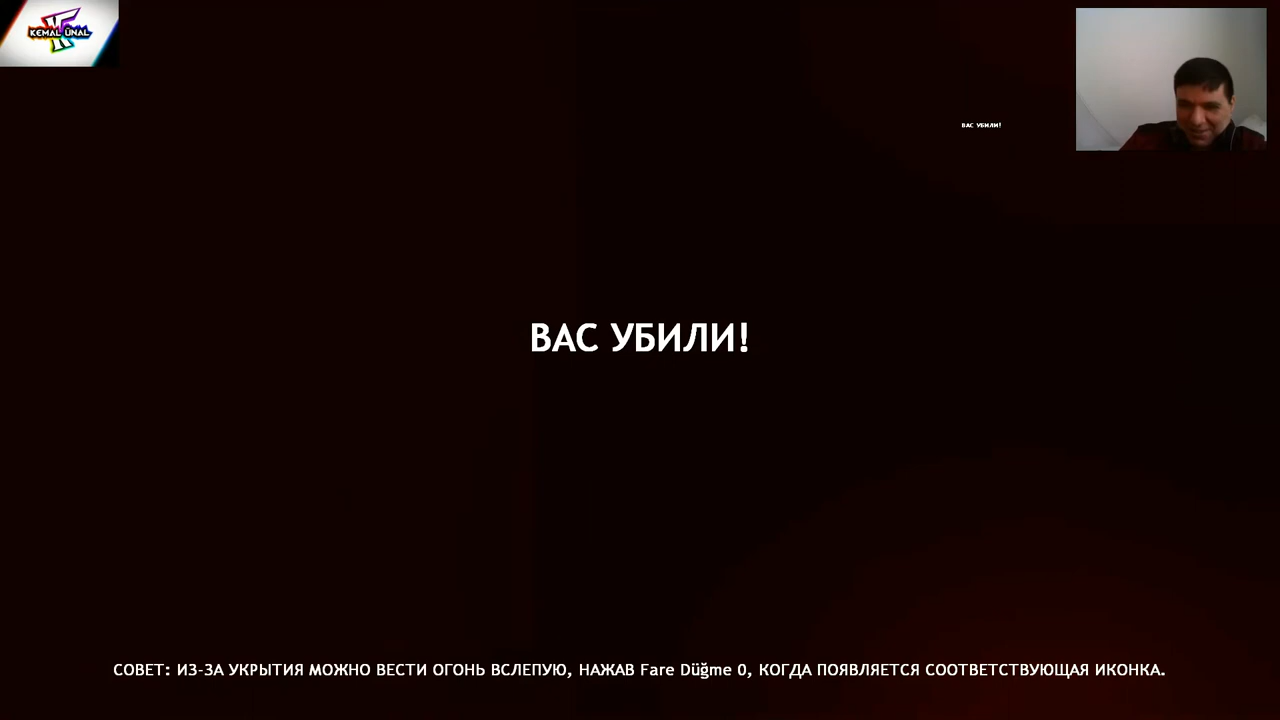 KEMAL ÜNAL
ВАС УБИЛИ!
ВАС УБИЛИ!
СОВЕТ: ИЗ-ЗА УКРЫТИЯ МОЖНО ВЕСТИ ОГОНЬ ВСЛЕПУЮ, НАЖАВ Fare Düğme 0, КОГДА ПОЯВЛЯЕТСЯ СООТВЕТСТВУЮЩАЯ ИКОНКА.